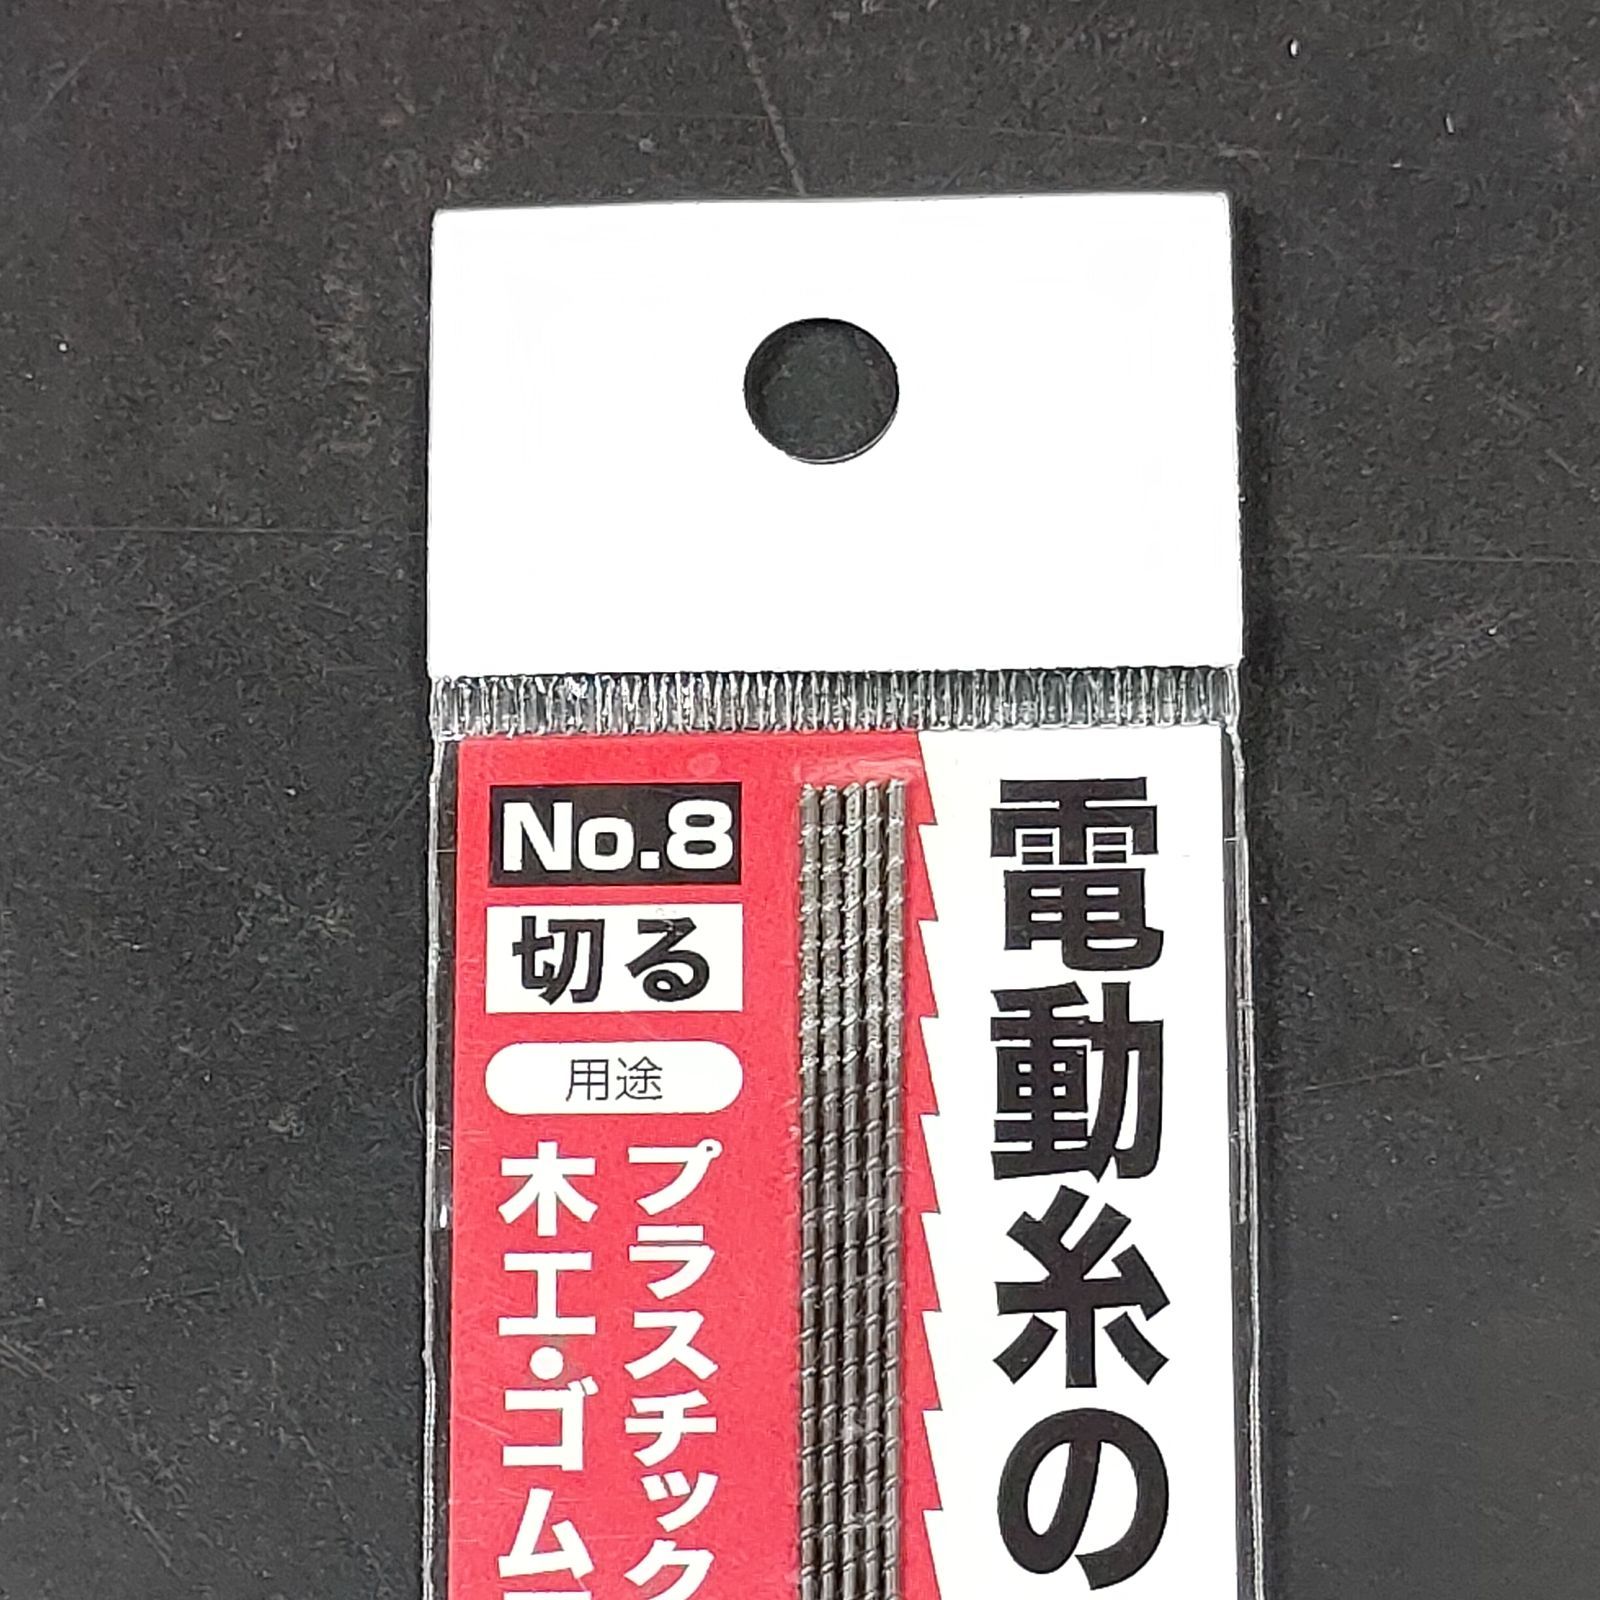 No.8
切る
用途
プラスチック
木工・ゴム
電動糸の